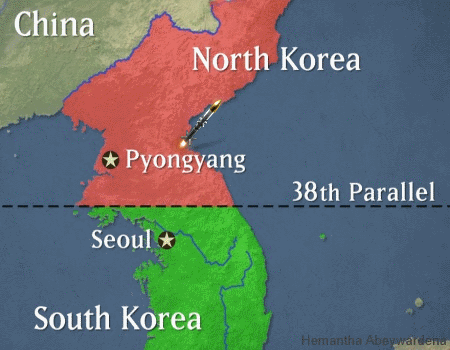 China
North Korea
Pyongyang
38th Parallel
Seoul
South Korea
Hemantha Abeywardena